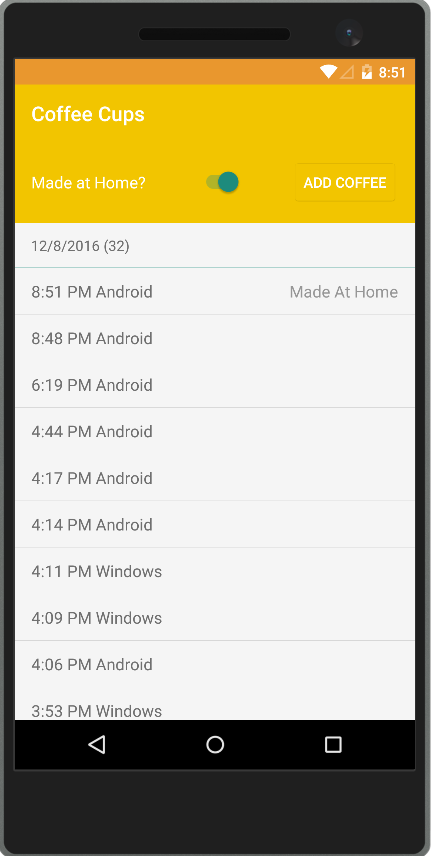 8:51
Coffee Cups
Made at Home? ADD COFFEE
12/8/2016 (32)
8:51 PM Android Made At Home
8:48 PM Android
6:19 PM Android
4:44 PM Android
4:17 PM Android
4:14 PM Android
4:11 PM Windows
4:09 PM Windows
4:06 PM Android
3:53 PM Windows